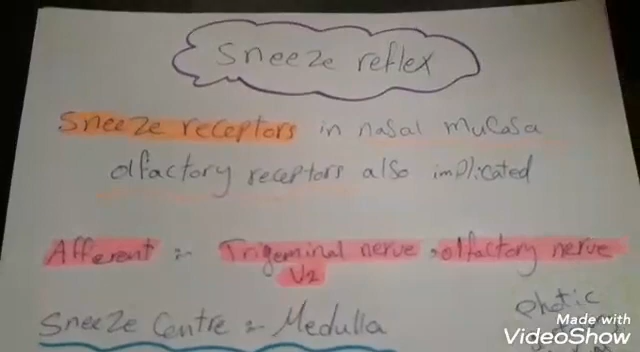 Sneeze reflex
Sneeze receptors in nasal mucosa
olfactory receptors also implicated
Afferent :- Trigeminal nerve, olfactory nerve
V2
Sneeze Centre :- Medulla
photic
Made with
VideoShow